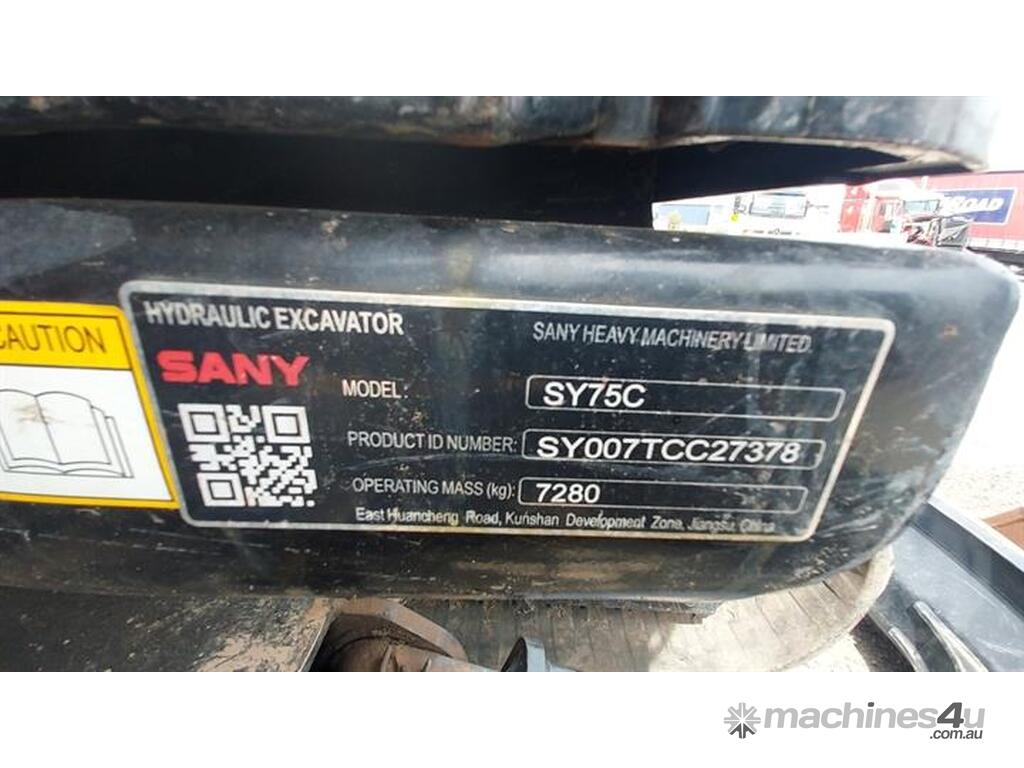 CAUTION
HYDRAULIC EXCAVATOR
SANY HEAVY MACHINERY LIMITED
SANY
MODEL: SY75C
PRODUCT ID NUMBER: SY007TCC27378
OPERATING MASS (kg): 7280
East Huancheng Road, Kunshan Development Zone, Jiangsu, China
ROAD
machines4u
.com.au